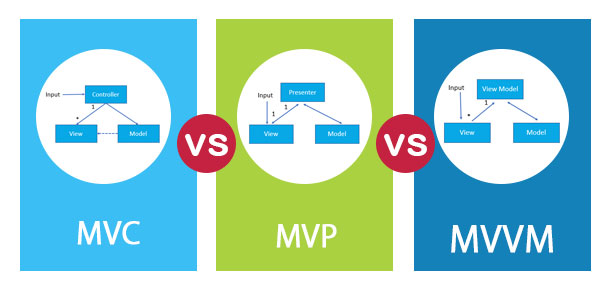 Input
Controller
1
*
View
Model
MVC
vs
Input
Presenter
1
1
View
Model
MVP
vs
Input
View Model
1
*
View
Model
MVVM